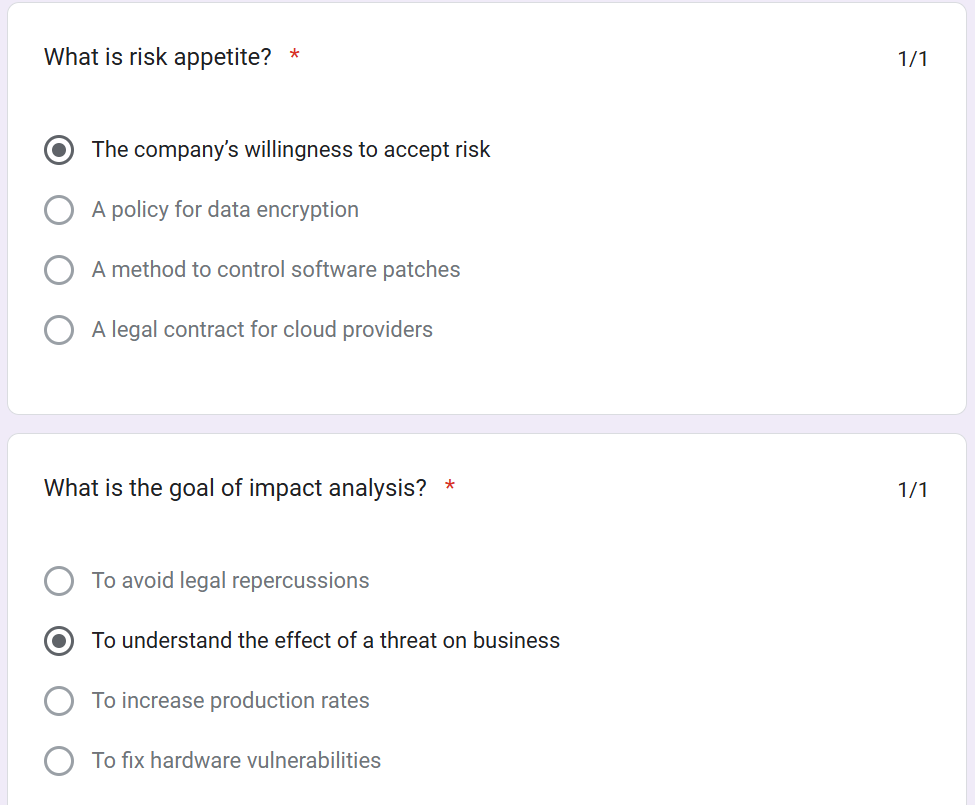 What is risk appetite? *
1/1
The company’s willingness to accept risk
A policy for data encryption
A method to control software patches
A legal contract for cloud providers
What is the goal of impact analysis? *
1/1
To avoid legal repercussions
To understand the effect of a threat on business
To increase production rates
To fix hardware vulnerabilities